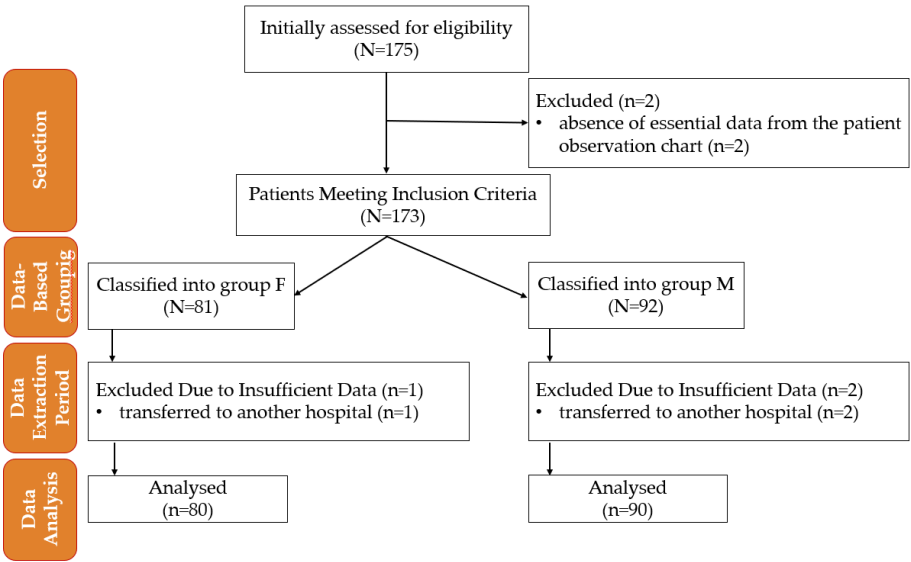 Initially assessed for eligibility
(N=175)
Selection
Excluded (n=2)
• absence of essential data from the patient
observation chart (n=2)
Patients Meeting Inclusion Criteria
(N=173)
Data-
Based
Groupig
Classified into group F
(N=81)
Classified into group M
(N=92)
Data
Extraction
Period
Excluded Due to Insufficient Data (n=1)
• transferred to another hospital (n=1)
Excluded Due to Insufficient Data (n=2)
• transferred to another hospital (n=2)
Data
Analysis
Analysed
(n=80)
Analysed
(n=90)